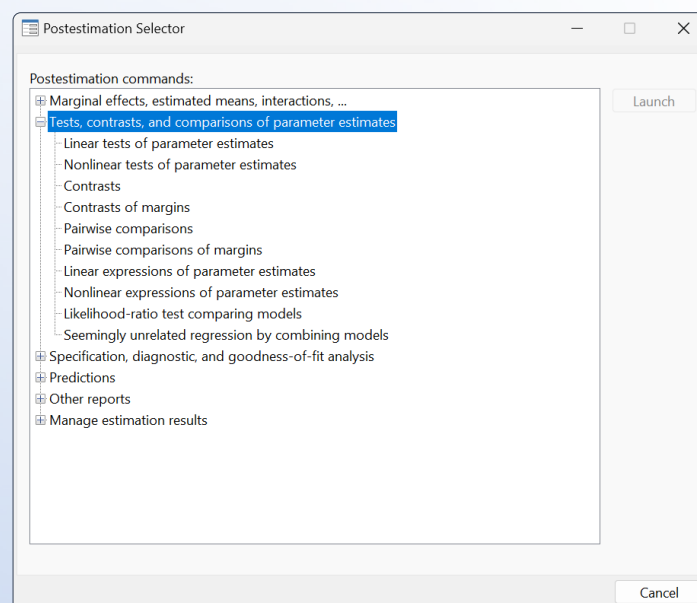 Postestimation Selector
Postestimation commands:
Marginal effects, estimated means, interactions, ...
Launch
Tests, contrasts, and comparisons of parameter estimates
Linear tests of parameter estimates
Nonlinear tests of parameter estimates
Contrasts
Contrasts of margins
Pairwise comparisons
Pairwise comparisons of margins
Linear expressions of parameter estimates
Nonlinear expressions of parameter estimates
Likelihood-ratio test comparing models
Seemingly unrelated regression by combining models
Specification, diagnostic, and goodness-of-fit analysis
Predictions
Other reports
Manage estimation results
Cancel